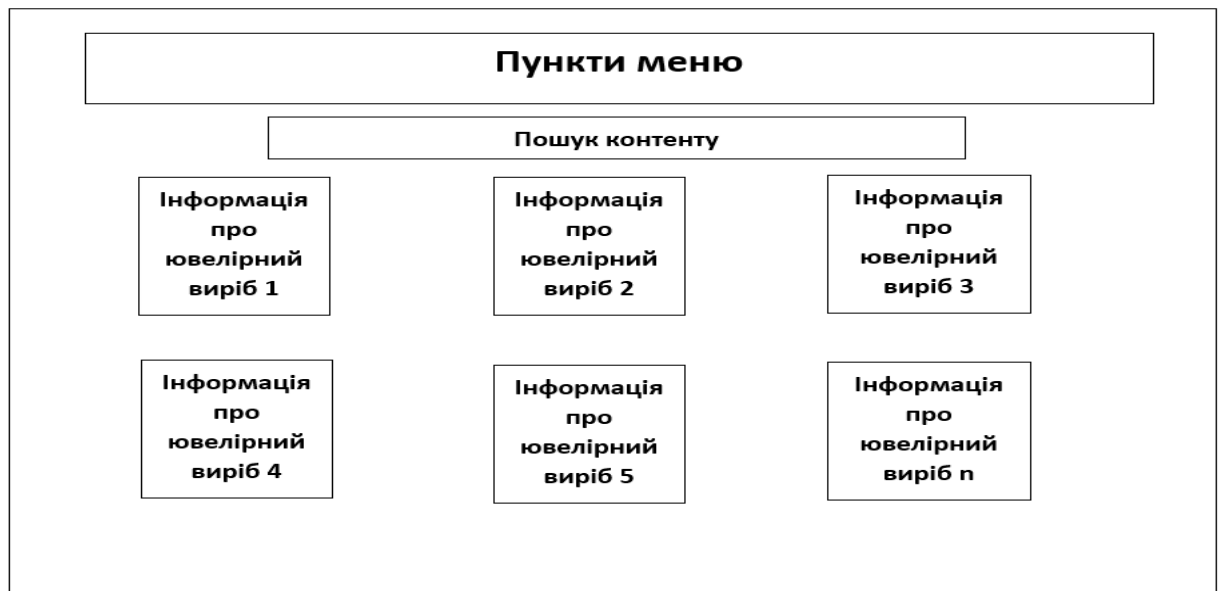 Пункти меню
Пошук контенту
Інформація
про
ювелірний
виріб 1
Інформація
про
ювелірний
виріб 2
Інформація
про
ювелірний
виріб 3
Інформація
про
ювелірний
виріб 4
Інформація
про
ювелірний
виріб 5
Інформація
про
ювелірний
виріб n